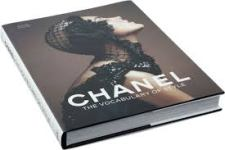 CHANEL
THE VOCABULARY OF STYLE